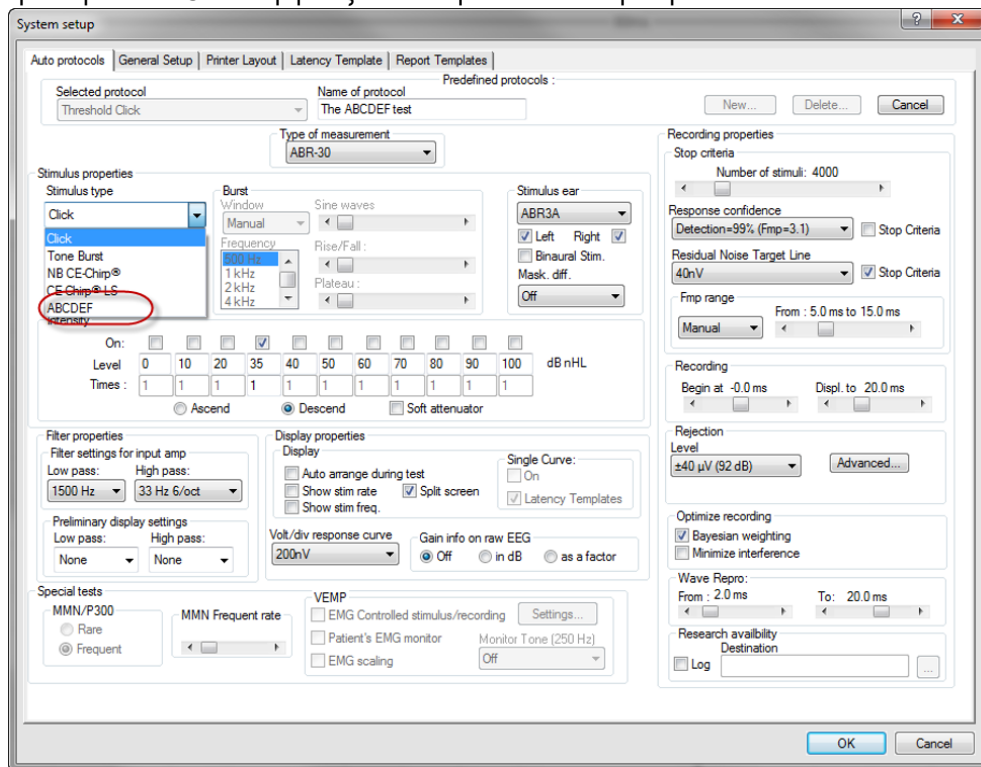 System setup
Auto protocols General Setup Printer Layout Latency Template Report Templates
Predefined protocols :
Selected protocol
Threshold Click
Name of protocol
The ABCDEF test
New... Delete... Cancel
Type of measurement
ABR-30
Stimulus properties
Stimulus type
Click
Click
Tone Burst
NB CE-Chirp®
CE-Chirp® LS
ABCDEF
Burst
Window
Manual
Sine waves
Frequency
500 Hz
1 kHz
2 kHz
4 kHz
Rise/Fall :
Plateau :
Stimulus ear
ABR3A
Left Right
Binaural Stim.
Mask. diff.
Off
Intensity
On:
Level 0 10 20 35 40 50 60 70 80 90 100 dB nHL
Times : 1 1 1 1 1 1 1 1 1 1 1
Ascend Descend Soft attenuator
Filter properties
Filter settings for input amp
Low pass: High pass:
1500 Hz 33 Hz 6/oct
Preliminary display settings
Low pass: High pass:
None None
Display properties
Display
Auto arrange during test
Show stim rate Split screen
Show stim freq.
Single Curve:
On
Latency Templates
Volt/div response curve
200nV
Gain info on raw EEG
Off in dB as a factor
Special tests
MMN/P300
Rare
Frequent
MMN Frequent rate
VEMP
EMG Controlled stimulus/recording Settings...
Patient's EMG monitor Monitor Tone (250 Hz)
EMG scaling Off
Recording properties
Stop criteria
Number of stimuli: 4000
Response confidence
Detection=99% (Fmp=3.1) Stop Criteria
Residual Noise Target Line
40nV Stop Criteria
Fmp range
From : 5.0 ms to 15.0 ms
Manual
Recording
Begin at -0.0 ms Displ. to 20.0 ms
Rejection
Level
±40 µV (92 dB) Advanced...
Optimize recording
Bayesian weighting
Minimize interference
Wave Repro:
From : 2.0 ms To: 20.0 ms
Research availbility
Destination
Log ...
OK Cancel